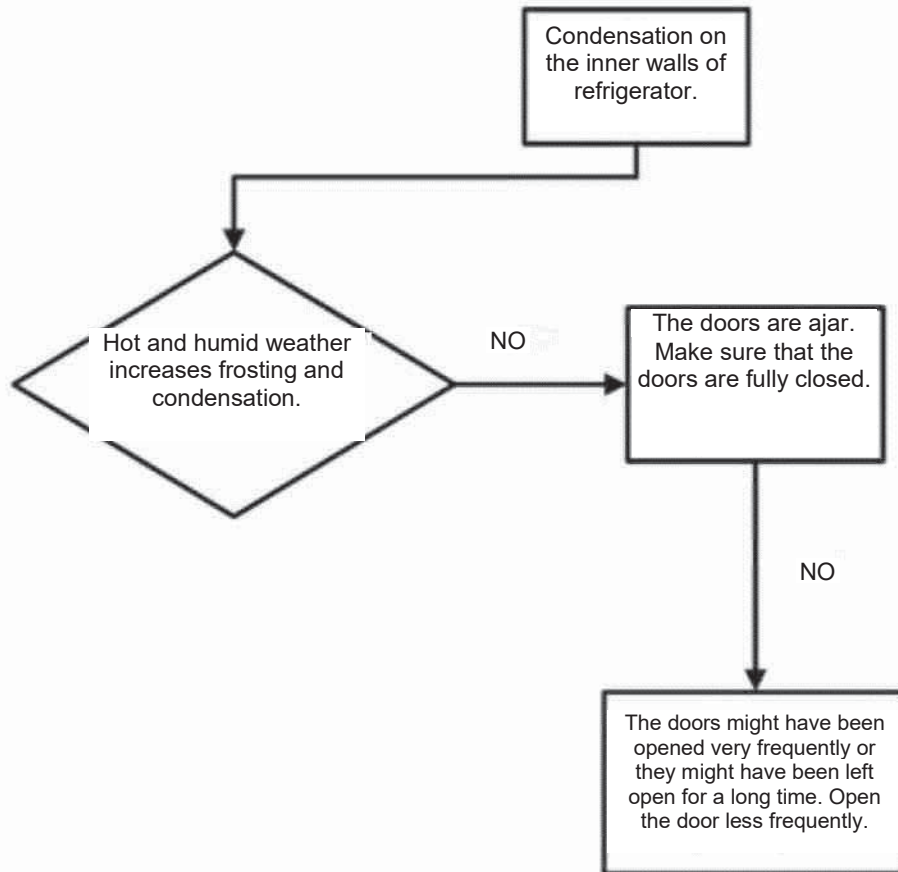 Condensation on
the inner walls of
refrigerator.
Hot and humid weather
increases frosting and
condensation.
NO
The doors are ajar.
Make sure that the
doors are fully closed.
NO
The doors might have been
opened very frequently or
they might have been left
open for a long time. Open
the door less frequently.